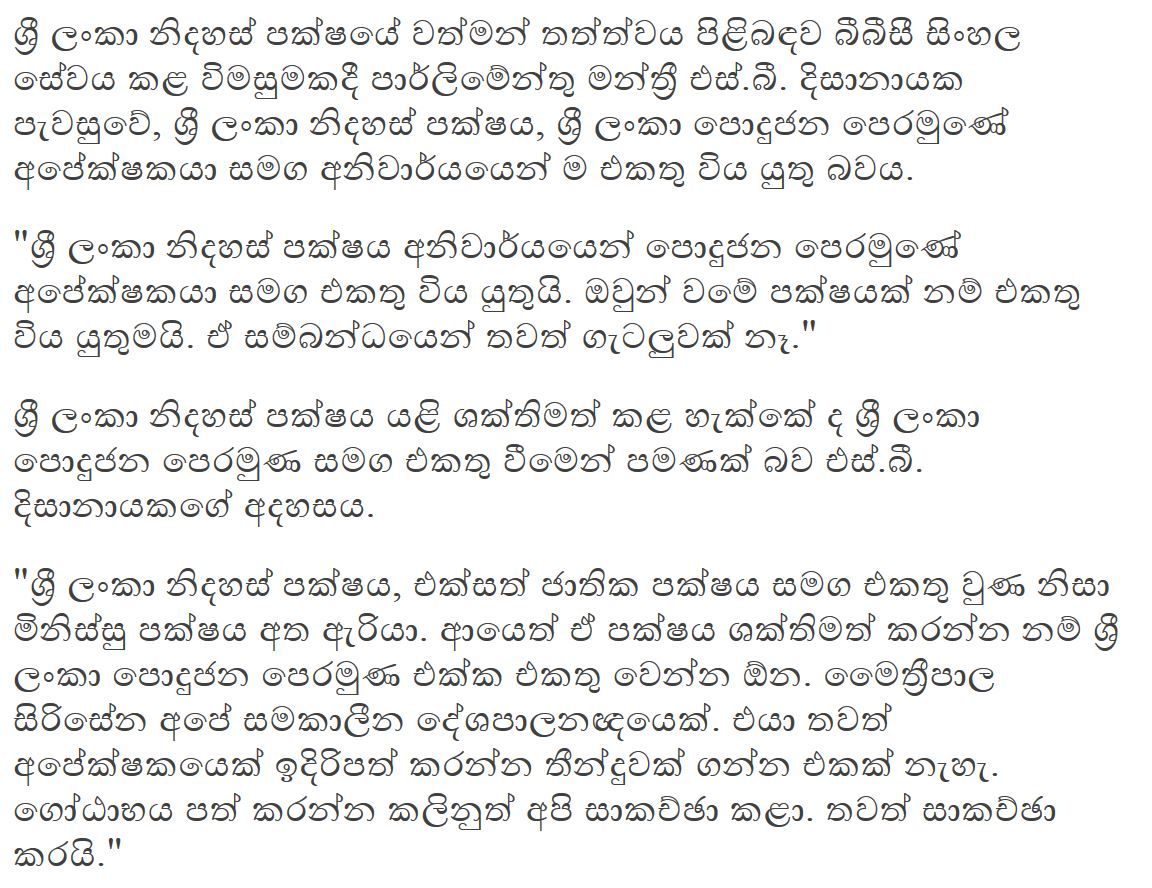 ශ්‍රී ලංකා නිදහස් පක්ෂයේ වත්මන් තත්ත්වය පිළිබඳව බීබීසී සිංහල
සේවය කළ විමසුමකදී පාර්ලිමේන්තු මන්ත්‍රී එස්.බී. දිසානායක
පැවසුවේ, ශ්‍රී ලංකා නිදහස් පක්ෂය, ශ්‍රී ලංකා පොදුජන පෙරමුණේ
අපේක්ෂකයා සමග අනිවාර්යයෙන් ම එකතු විය යුතු බවය.
"ශ්‍රී ලංකා නිදහස් පක්ෂය අනිවාර්යයෙන් පොදුජන පෙරමුණේ
අපේක්ෂකයා සමග එකතු විය යුතුයි. ඔවුන් වමේ පක්ෂයක් නම් එකතු
විය යුතුමයි. ඒ සම්බන්ධයෙන් තවත් ගැටලුවක් නෑ."
ශ්‍රී ලංකා නිදහස් පක්ෂය යළි ශක්තිමත් කළ හැක්කේ ද ශ්‍රී ලංකා
පොදුජන පෙරමුණ සමග එකතු වීමෙන් පමණක් බව එස්.බී.
දිසානායකගේ අදහසය.
"ශ්‍රී ලංකා නිදහස් පක්ෂය, එක්සත් ජාතික පක්ෂය සමග එකතු වුණ නිසා
මිනිස්සු පක්ෂය අත ඇරියා. ආයෙත් ඒ පක්ෂය ශක්තිමත් කරන්න නම් ශ්‍රී
ලංකා පොදුජන පෙරමුණ එක්ක එකතු වෙන්න ඕන. මෛත්‍රීපාල
සිරිසේන අපේ සමකාලීන දේශපාලනඥයෙක්. එයා තවත්
අපේක්ෂකයෙක් ඉදිරිපත් කරන්න තීන්දුවක් ගන්න එකක් නැහැ.
ගෝඨාභය පත් කරන්න කලිනුත් අපි සාකච්ඡා කළා. තවත් සාකච්ඡා
කරයි."